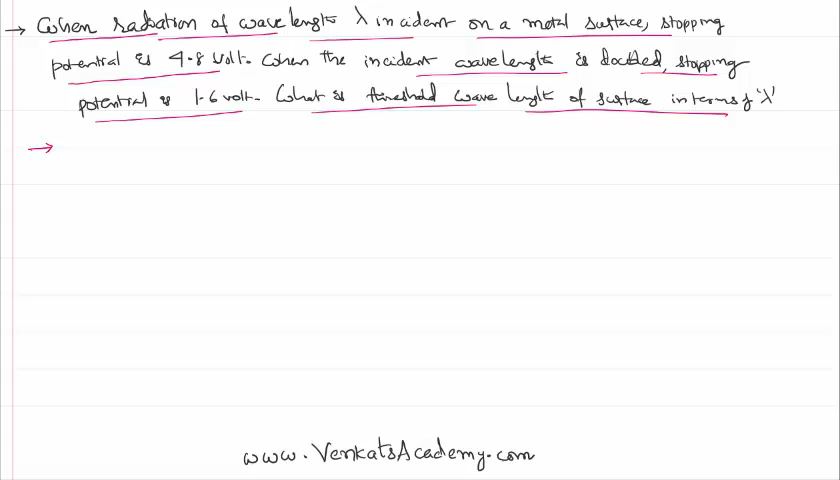 → When radiation of wavelength λ incident on a metal surface, stopping
potential is 4.8 volt. When the incident wavelength is doubled, stopping
potential is 1.6 volt. What is threshold wave length of surface in terms of 'λ'
→
www.VenkatsAcademy.com